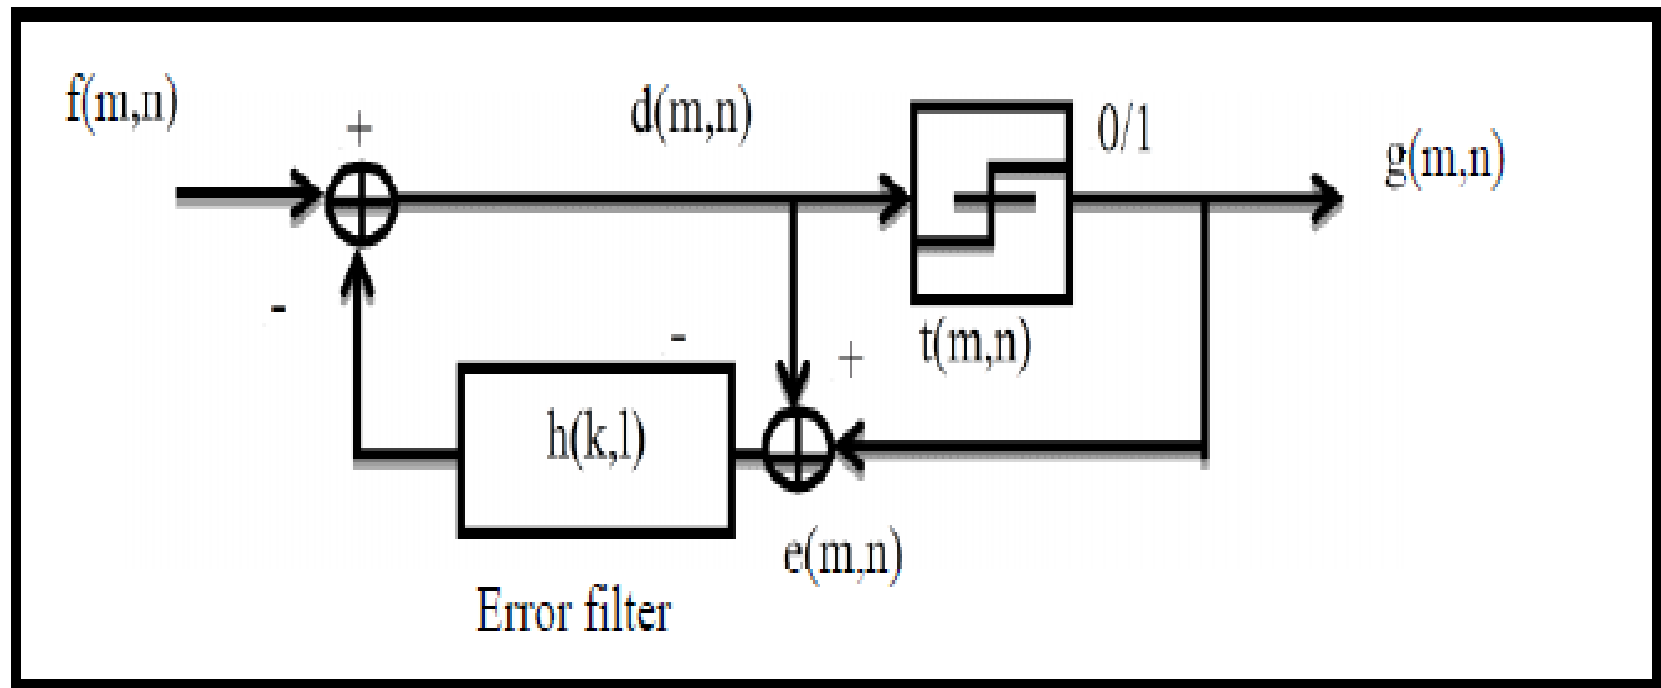 f(m,n)
+
d(m,n)
0/1
g(m,n)
-
-
+
t(m,n)
h(k,l)
e(m,n)
Error filter